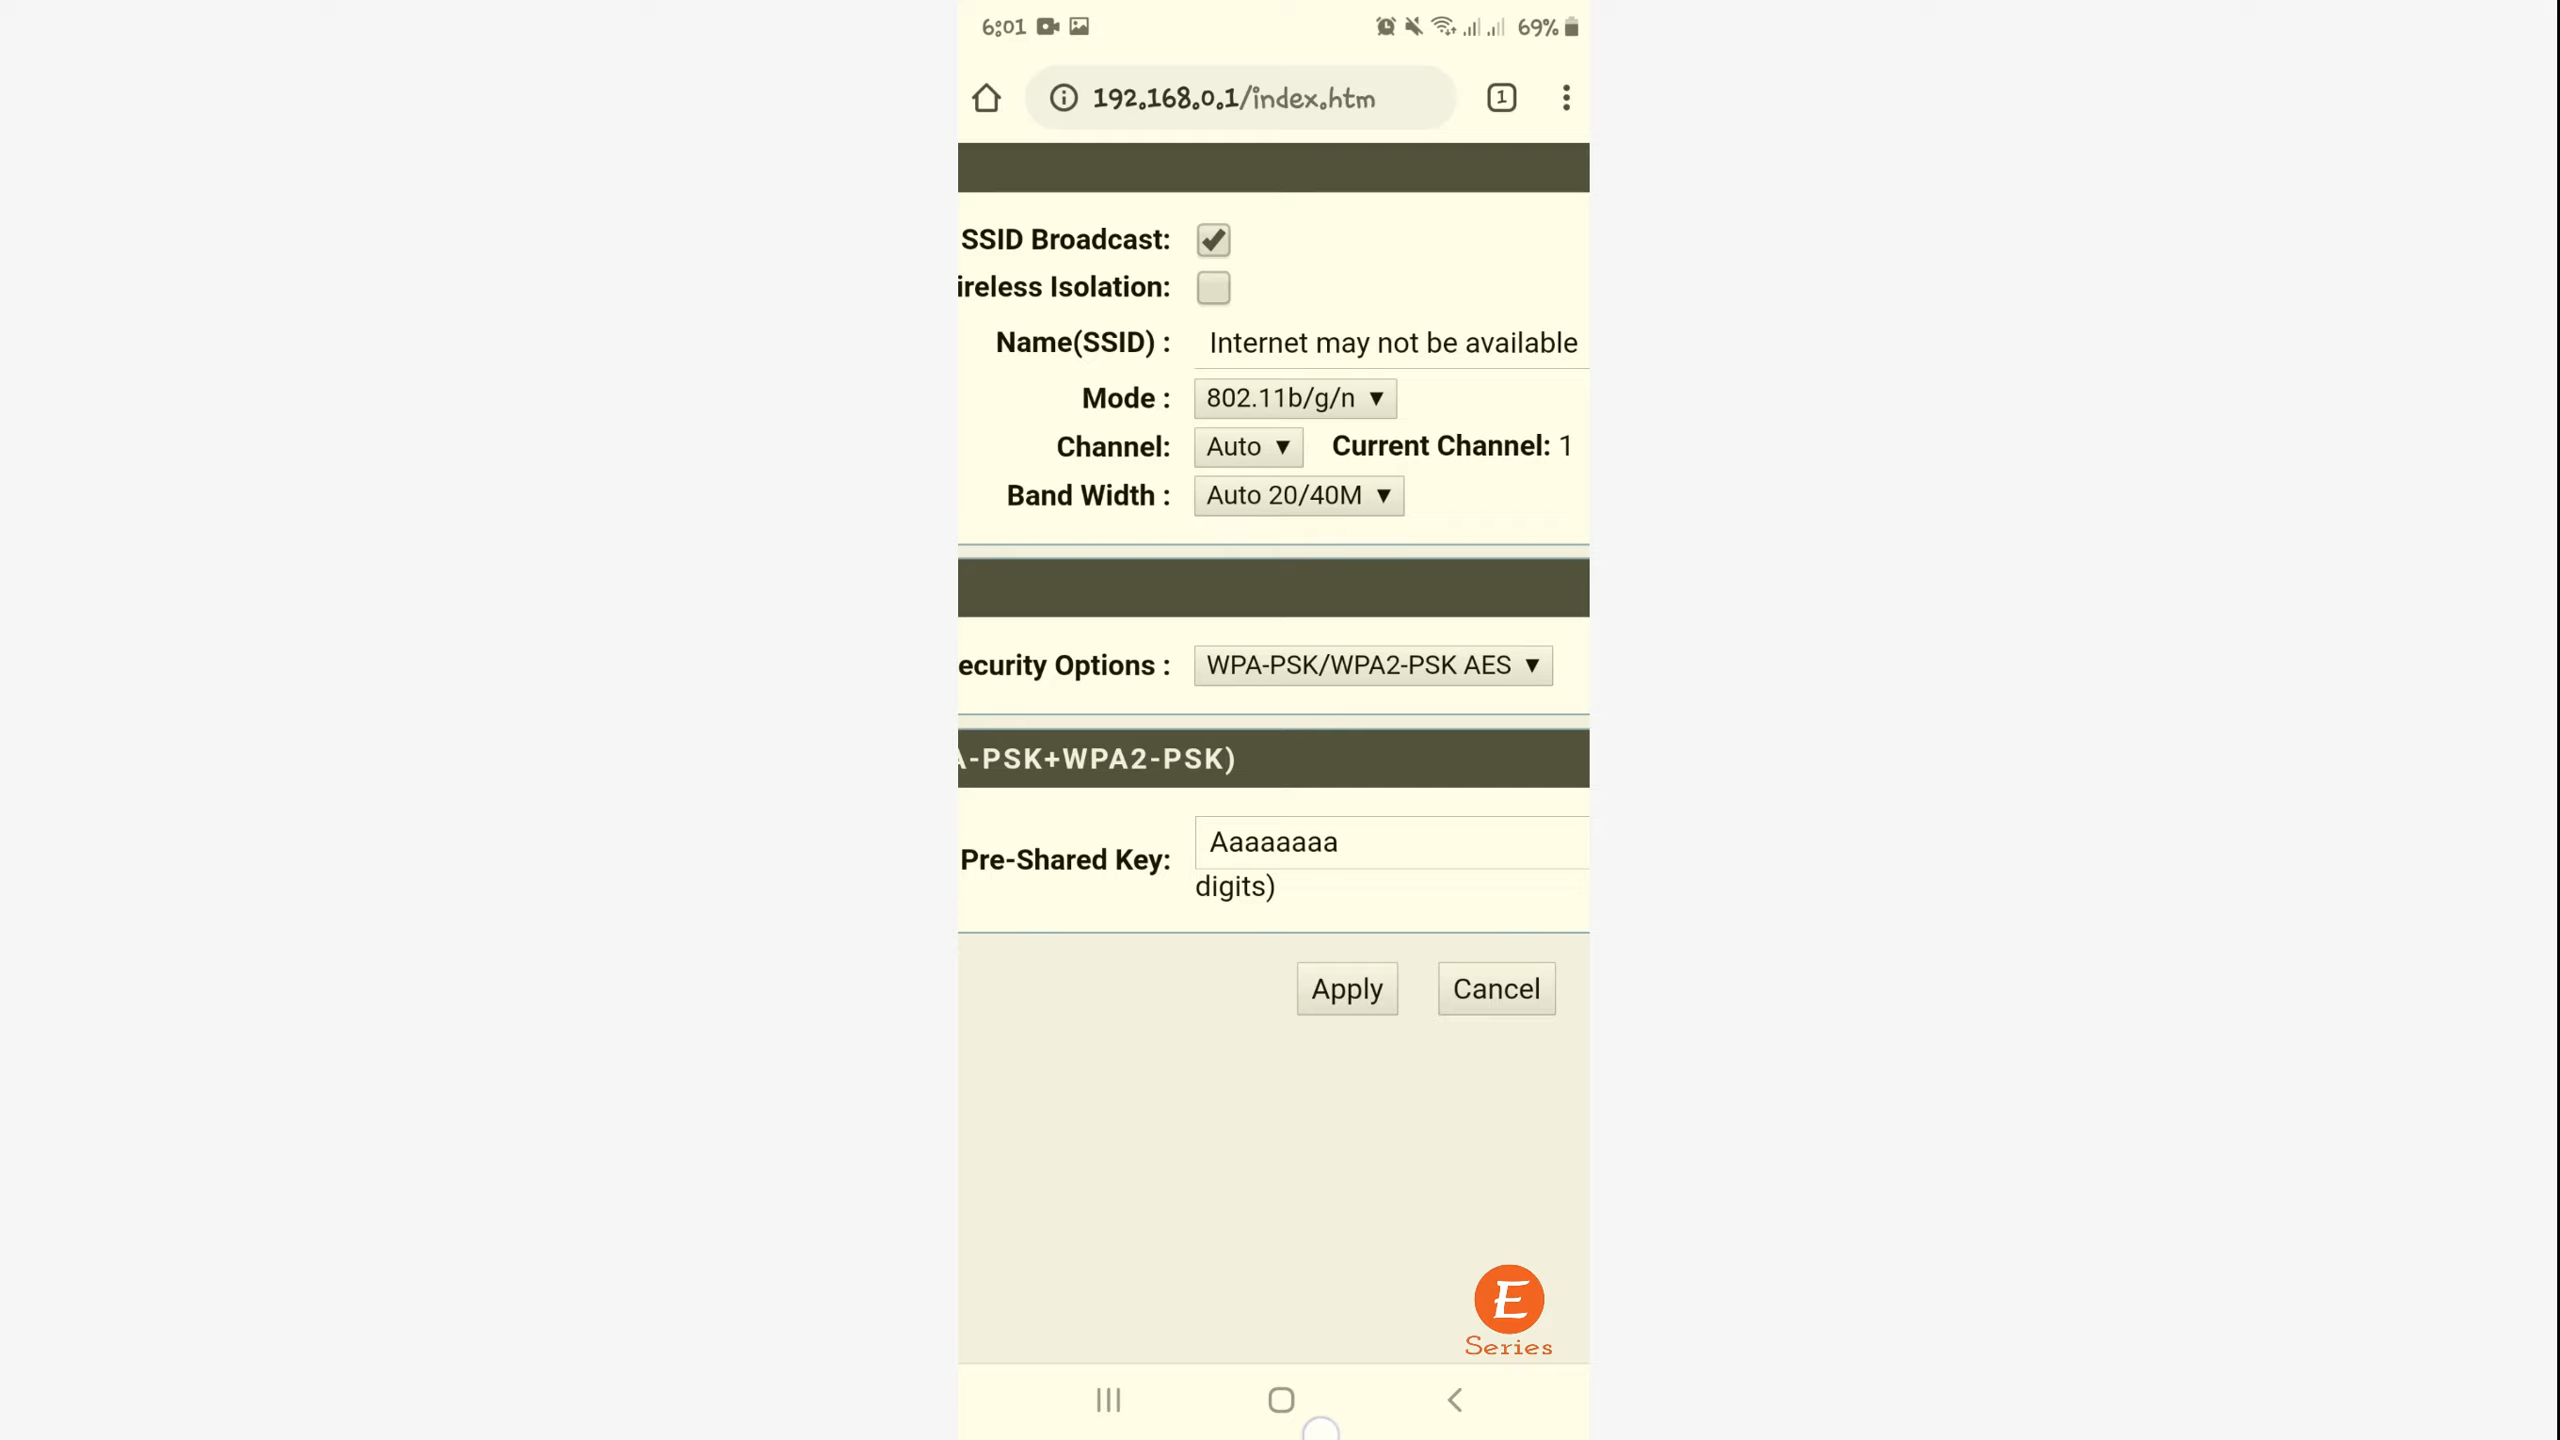 6:01 69%
192.168.0.1/index.htm 1
SSID Broadcast:
ireless Isolation:
Name(SSID) : Internet may not be available
Mode : 802.11b/g/n ▼
Channel: Auto ▼ Current Channel: 1
Band Width : Auto 20/40M ▼
ecurity Options : WPA-PSK/WPA2-PSK AES ▼
A-PSK+WPA2-PSK)
Pre-Shared Key: Aaaaaaaa
digits)
Apply Cancel
E
Series